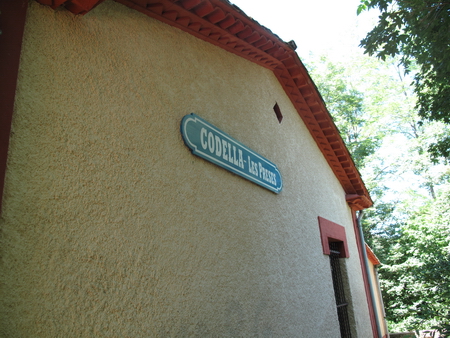 CODELLA - LES PRESES